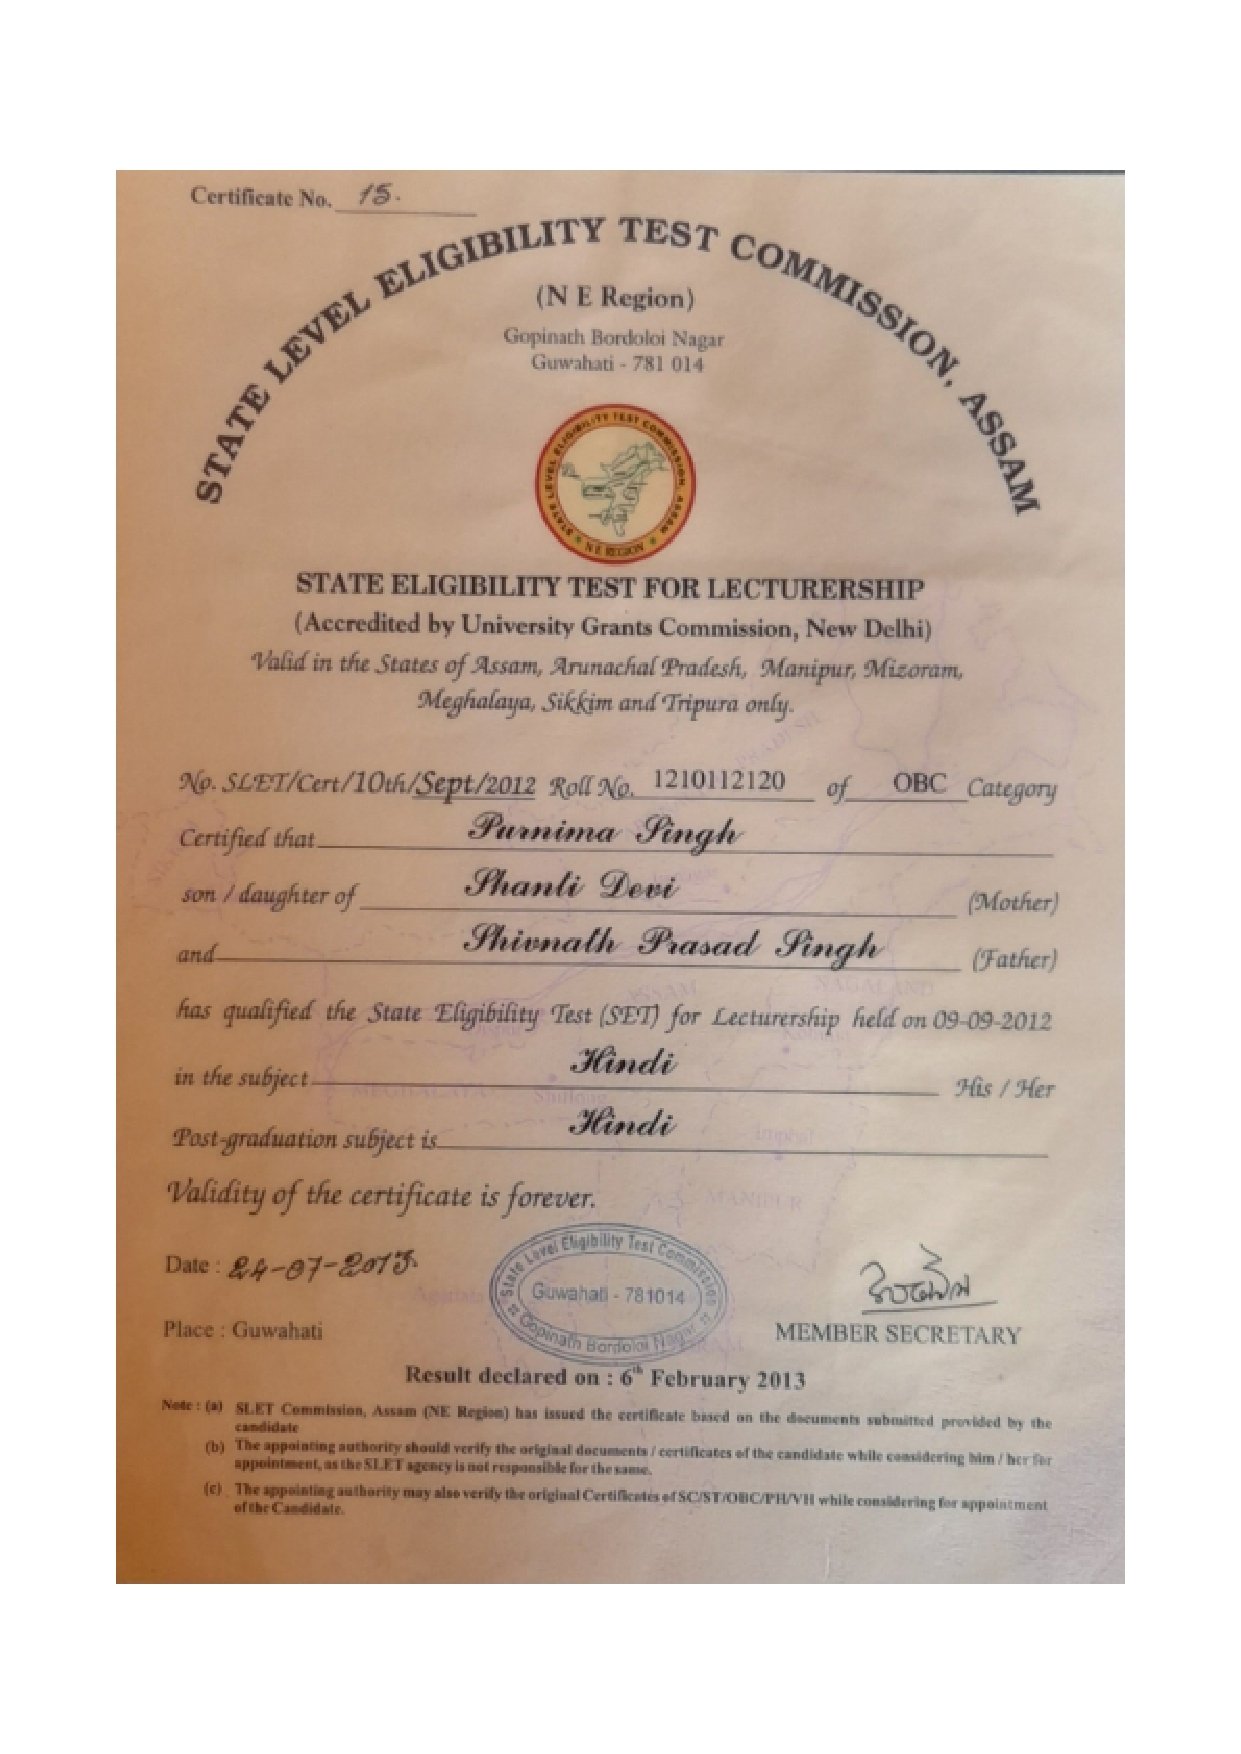 Certificate No. 15.
STATE LEVEL ELIGIBILITY TEST COMMISSION, ASSAM
(N E Region)
Gopinath Bordoloi Nagar
Guwahati - 781 014
STATE LEVEL ELIGIBILITY TEST COMMISSION, ASSAM
N E REGION
STATE ELIGIBILITY TEST FOR LECTURERSHIP
(Accredited by University Grants Commission, New Delhi)
Valid in the States of Assam, Arunachal Pradesh, Manipur, Mizoram,
Meghalaya, Sikkim and Tripura only.
No. SLET/Cert/10th/Sept/2012 Roll No. 1210112120 of OBC Category
Certified that Purnima Singh
son / daughter of Shanti Devi (Mother)
and Shivnath Prasad Singh (Father)
has qualified the State Eligibility Test (SET) for Lecturership held on 09-09-2012
in the subject Hindi His / Her
Post-graduation subject is Hindi
Validity of the certificate is forever.
Date : 24-07-2013
State Level Eligibility Test Commission
Guwahati - 781014
Gopinath Bordoloi Nagar
Place : Guwahati
MEMBER SECRETARY
Result declared on : 6th February 2013
Note : (a) SLET Commission, Assam (NE Region) has issued the certificate based on the documents submitted provided by the
candidate
(b) The appointing authority should verify the original documents / certificates of the candidate while considering him / her for
appointment, as the SLET agency is not responsible for the same.
(c) The appointing authority may also verify the original Certificates of SC/ST/OBC/PH/VH while considering for appointment
of the Candidate.